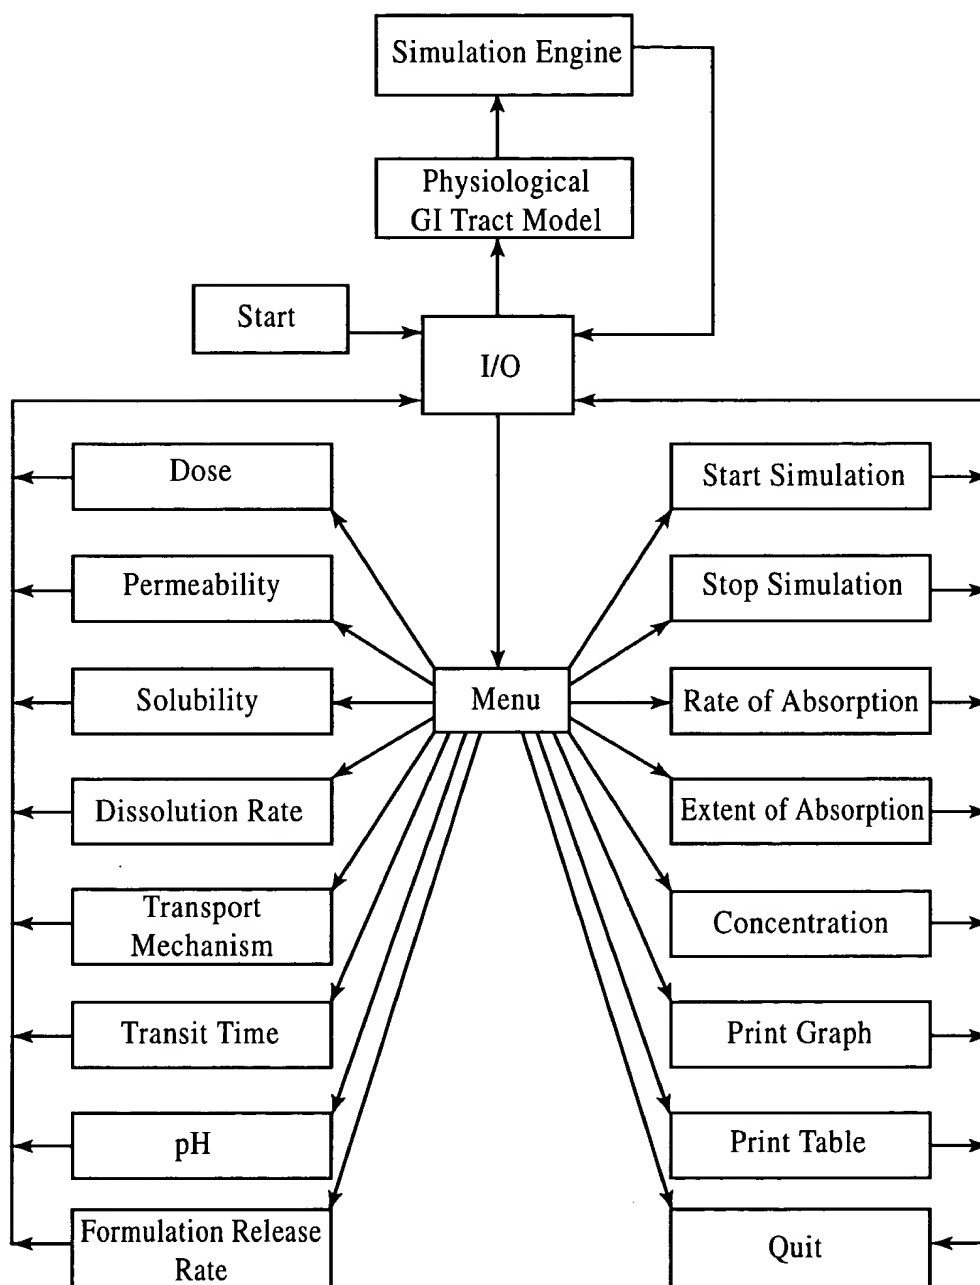 Simulation Engine
Physiological
GI Tract Model
Start
I/O
Dose
Start Simulation
Permeability
Stop Simulation
Solubility
Menu
Rate of Absorption
Dissolution Rate
Extent of Absorption
Transport
Mechanism
Concentration
Transit Time
Print Graph
pH
Print Table
Formulation Release
Rate
Quit